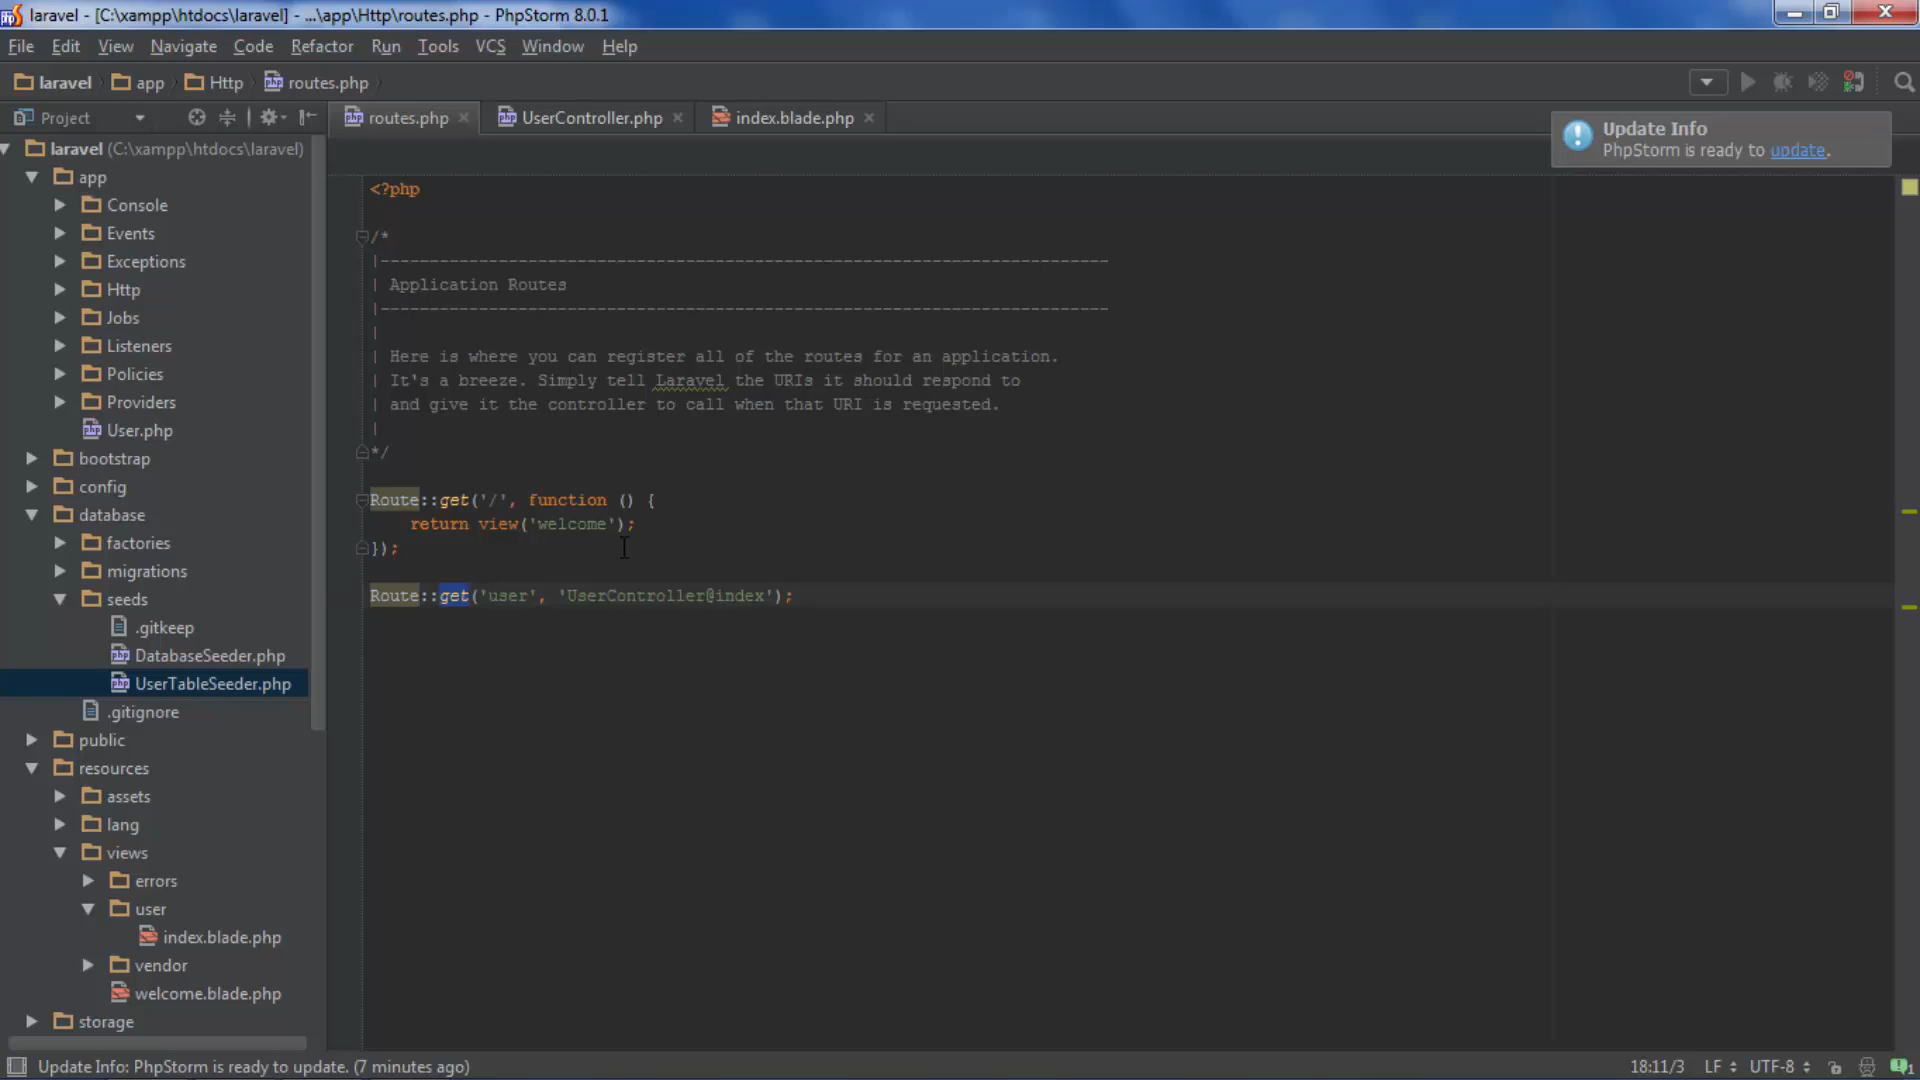 laravel - [C:\xampp\htdocs\laravel] - ...\app\Http\routes.php - PhpStorm 8.0.1
File Edit View Navigate Code Refactor Run Tools VCS Window Help
laravel app Http routes.php
Project
routes.php UserController.php index.blade.php
Update Info
PhpStorm is ready to update.
laravel (C:\xampp\htdocs\laravel)
app
Console
Events
Exceptions
Http
Jobs
Listeners
Policies
Providers
User.php
bootstrap
config
database
factories
migrations
seeds
.gitkeep
DatabaseSeeder.php
UserTableSeeder.php
.gitignore
public
resources
assets
lang
views
errors
user
index.blade.php
vendor
welcome.blade.php
storage
<?php
/*
|--------------------------------------------------------------------------
| Application Routes
|--------------------------------------------------------------------------
|
| Here is where you can register all of the routes for an application.
| It's a breeze. Simply tell Laravel the URIs it should respond to
| and give it the controller to call when that URI is requested.
|
*/
Route::get('/', function () {
return view('welcome');
});
Route::get('user', 'UserController@index');
Update Info: PhpStorm is ready to update. (7 minutes ago)
18:11/3 LF UTF-8 1